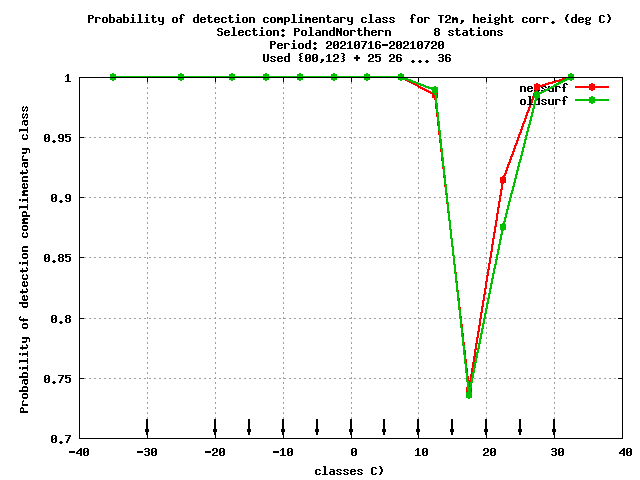 Probability of detection complimentary class  for T2m, height corr. (deg C)
Selection: PolandNorthern      8 stations
Period: 20210716-20210720
Used {00,12} + 25 26 ... 36
newsurf
oldsurf
Probability of detection complimentary class
1
0.95
0.9
0.85
0.8
0.75
0.7
-40 -30 -20 -10 0 10 20 30 40
classes C)